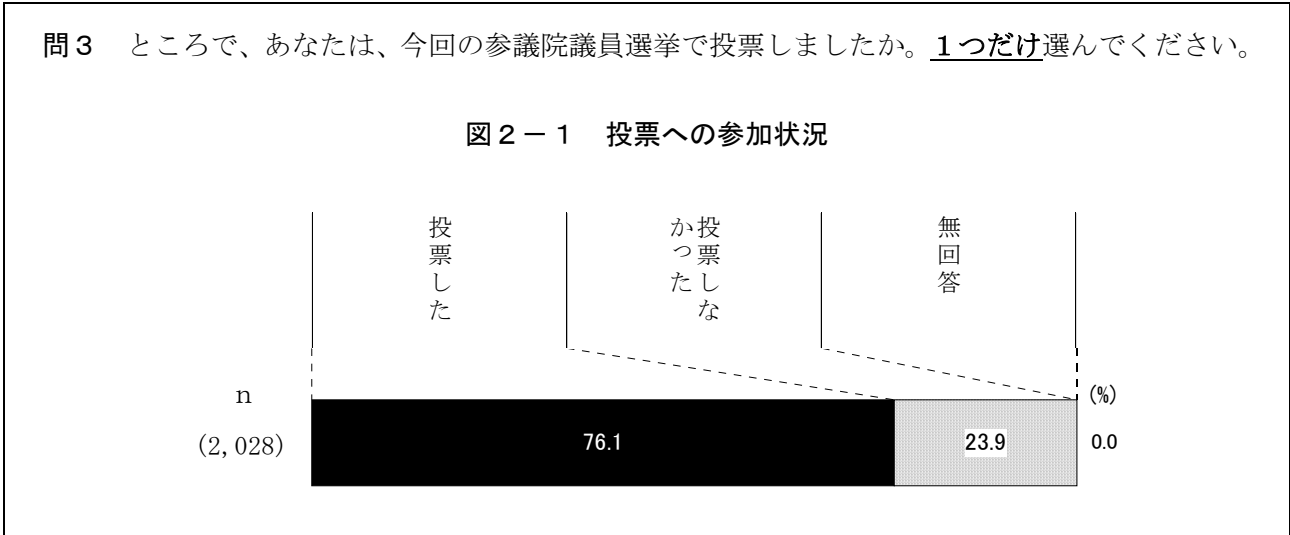 問３　ところで、あなたは、今回の参議院議員選挙で投票しましたか。１つだけ選んでください。
図２－１　投票への参加状況
投票した
投票しな
かった
無回答
n
(2,028)
76.1
23.9
(%)
0.0